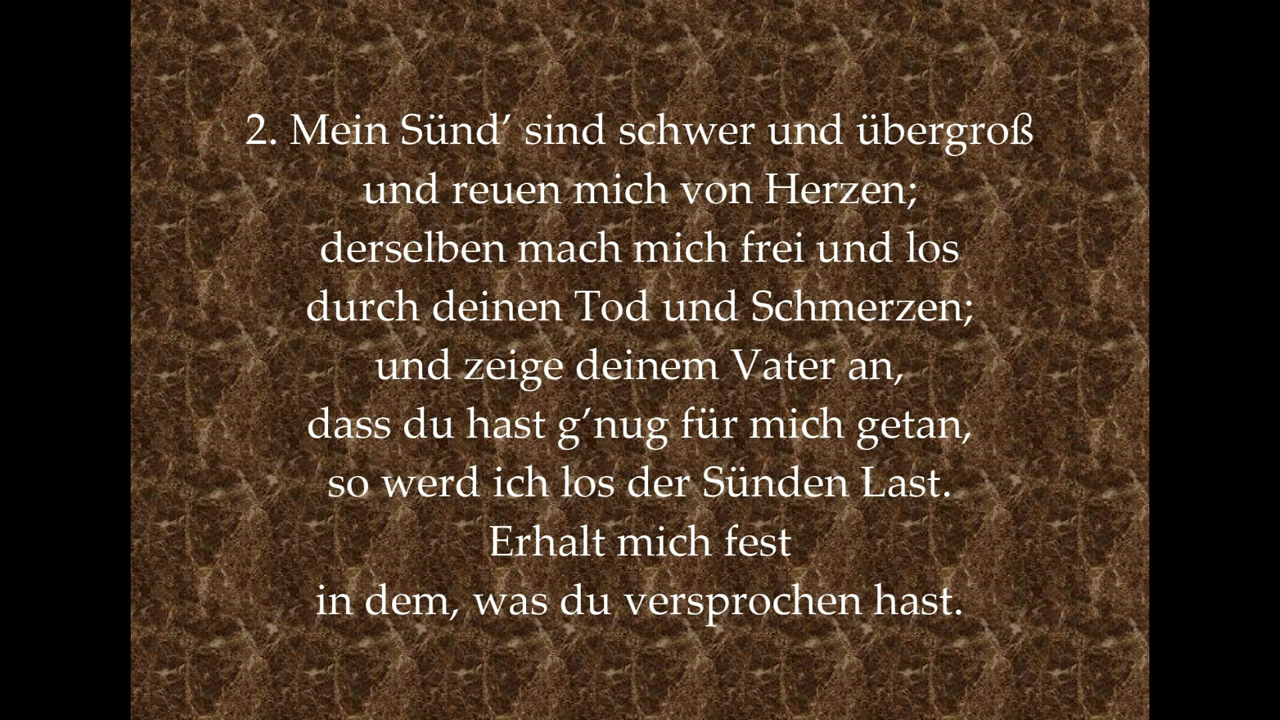 2. Mein Sünd’ sind schwer und übergroß
und reuen mich von Herzen;
derselben mach mich frei und los
durch deinen Tod und Schmerzen;
und zeige deinem Vater an,
dass du hast g’nug für mich getan,
so werd ich los der Sünden Last.
Erhalt mich fest
in dem, was du versprochen hast.